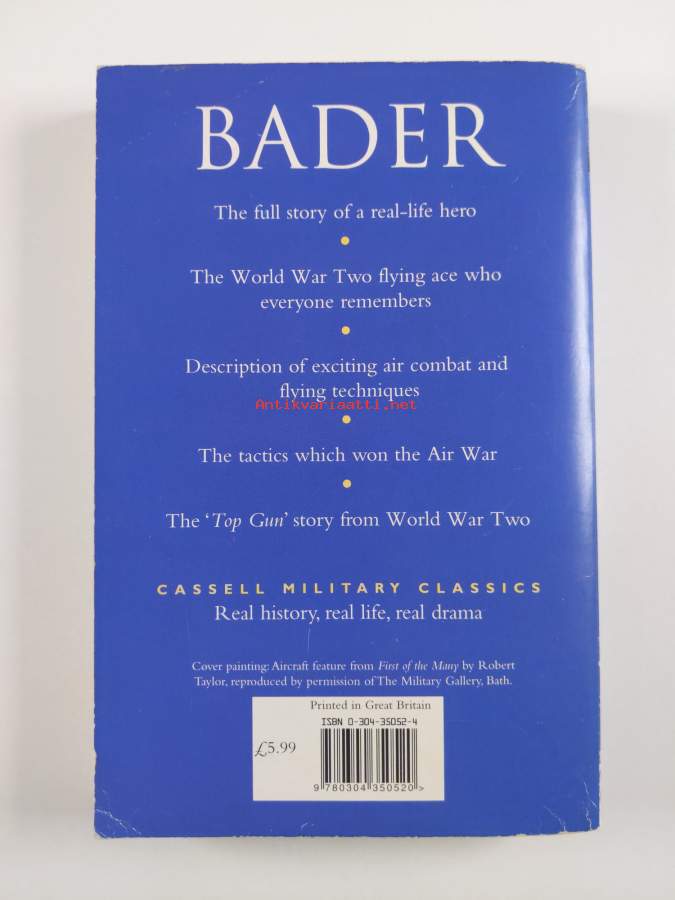 BADER
The full story of a real-life hero
The World War Two flying ace who
everyone remembers
Description of exciting air combat and
flying techniques
Antikvariaatti.net
The tactics which won the Air War
The ‘Top Gun’ story from World War Two
CASSELL MILITARY CLASSICS
Real history, real life, real drama
Cover painting: Aircraft feature from First of the Many by Robert
Taylor, reproduced by permission of The Military Gallery, Bath.
Printed in Great Britain
ISBN 0-304-35052-4
£5.99
9 780304 350520 >